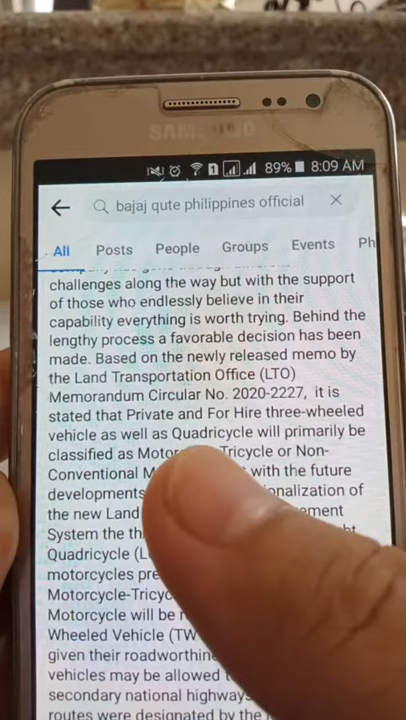 SAMSUNG
89% 8:09 AM
bajaj qute philippines official
All Posts People Groups Events Ph
challenges along the way but with the support
of those who endlessly believe in their
capability everything is worth trying. Behind the
lengthy process a favorable decision has been
made. Based on the newly released memo by
the Land Transportation Office (LTO)
Memorandum Circular No. 2020-2227, it is
stated that Private and For Hire three-wheeled
vehicle as well as Quadricycle will primarily be
classified as Motor Tricycle or Non-
Conventional M with the future
developments onalization of
the new Land ement
System the th
Quadricycle (L
motorcycles pre
Motorcycle-Tricyc
Motorcycle will be r
Wheeled Vehicle (TW
given their roadworthine
vehicles may be allowed
secondary national highways
routes were designated by the